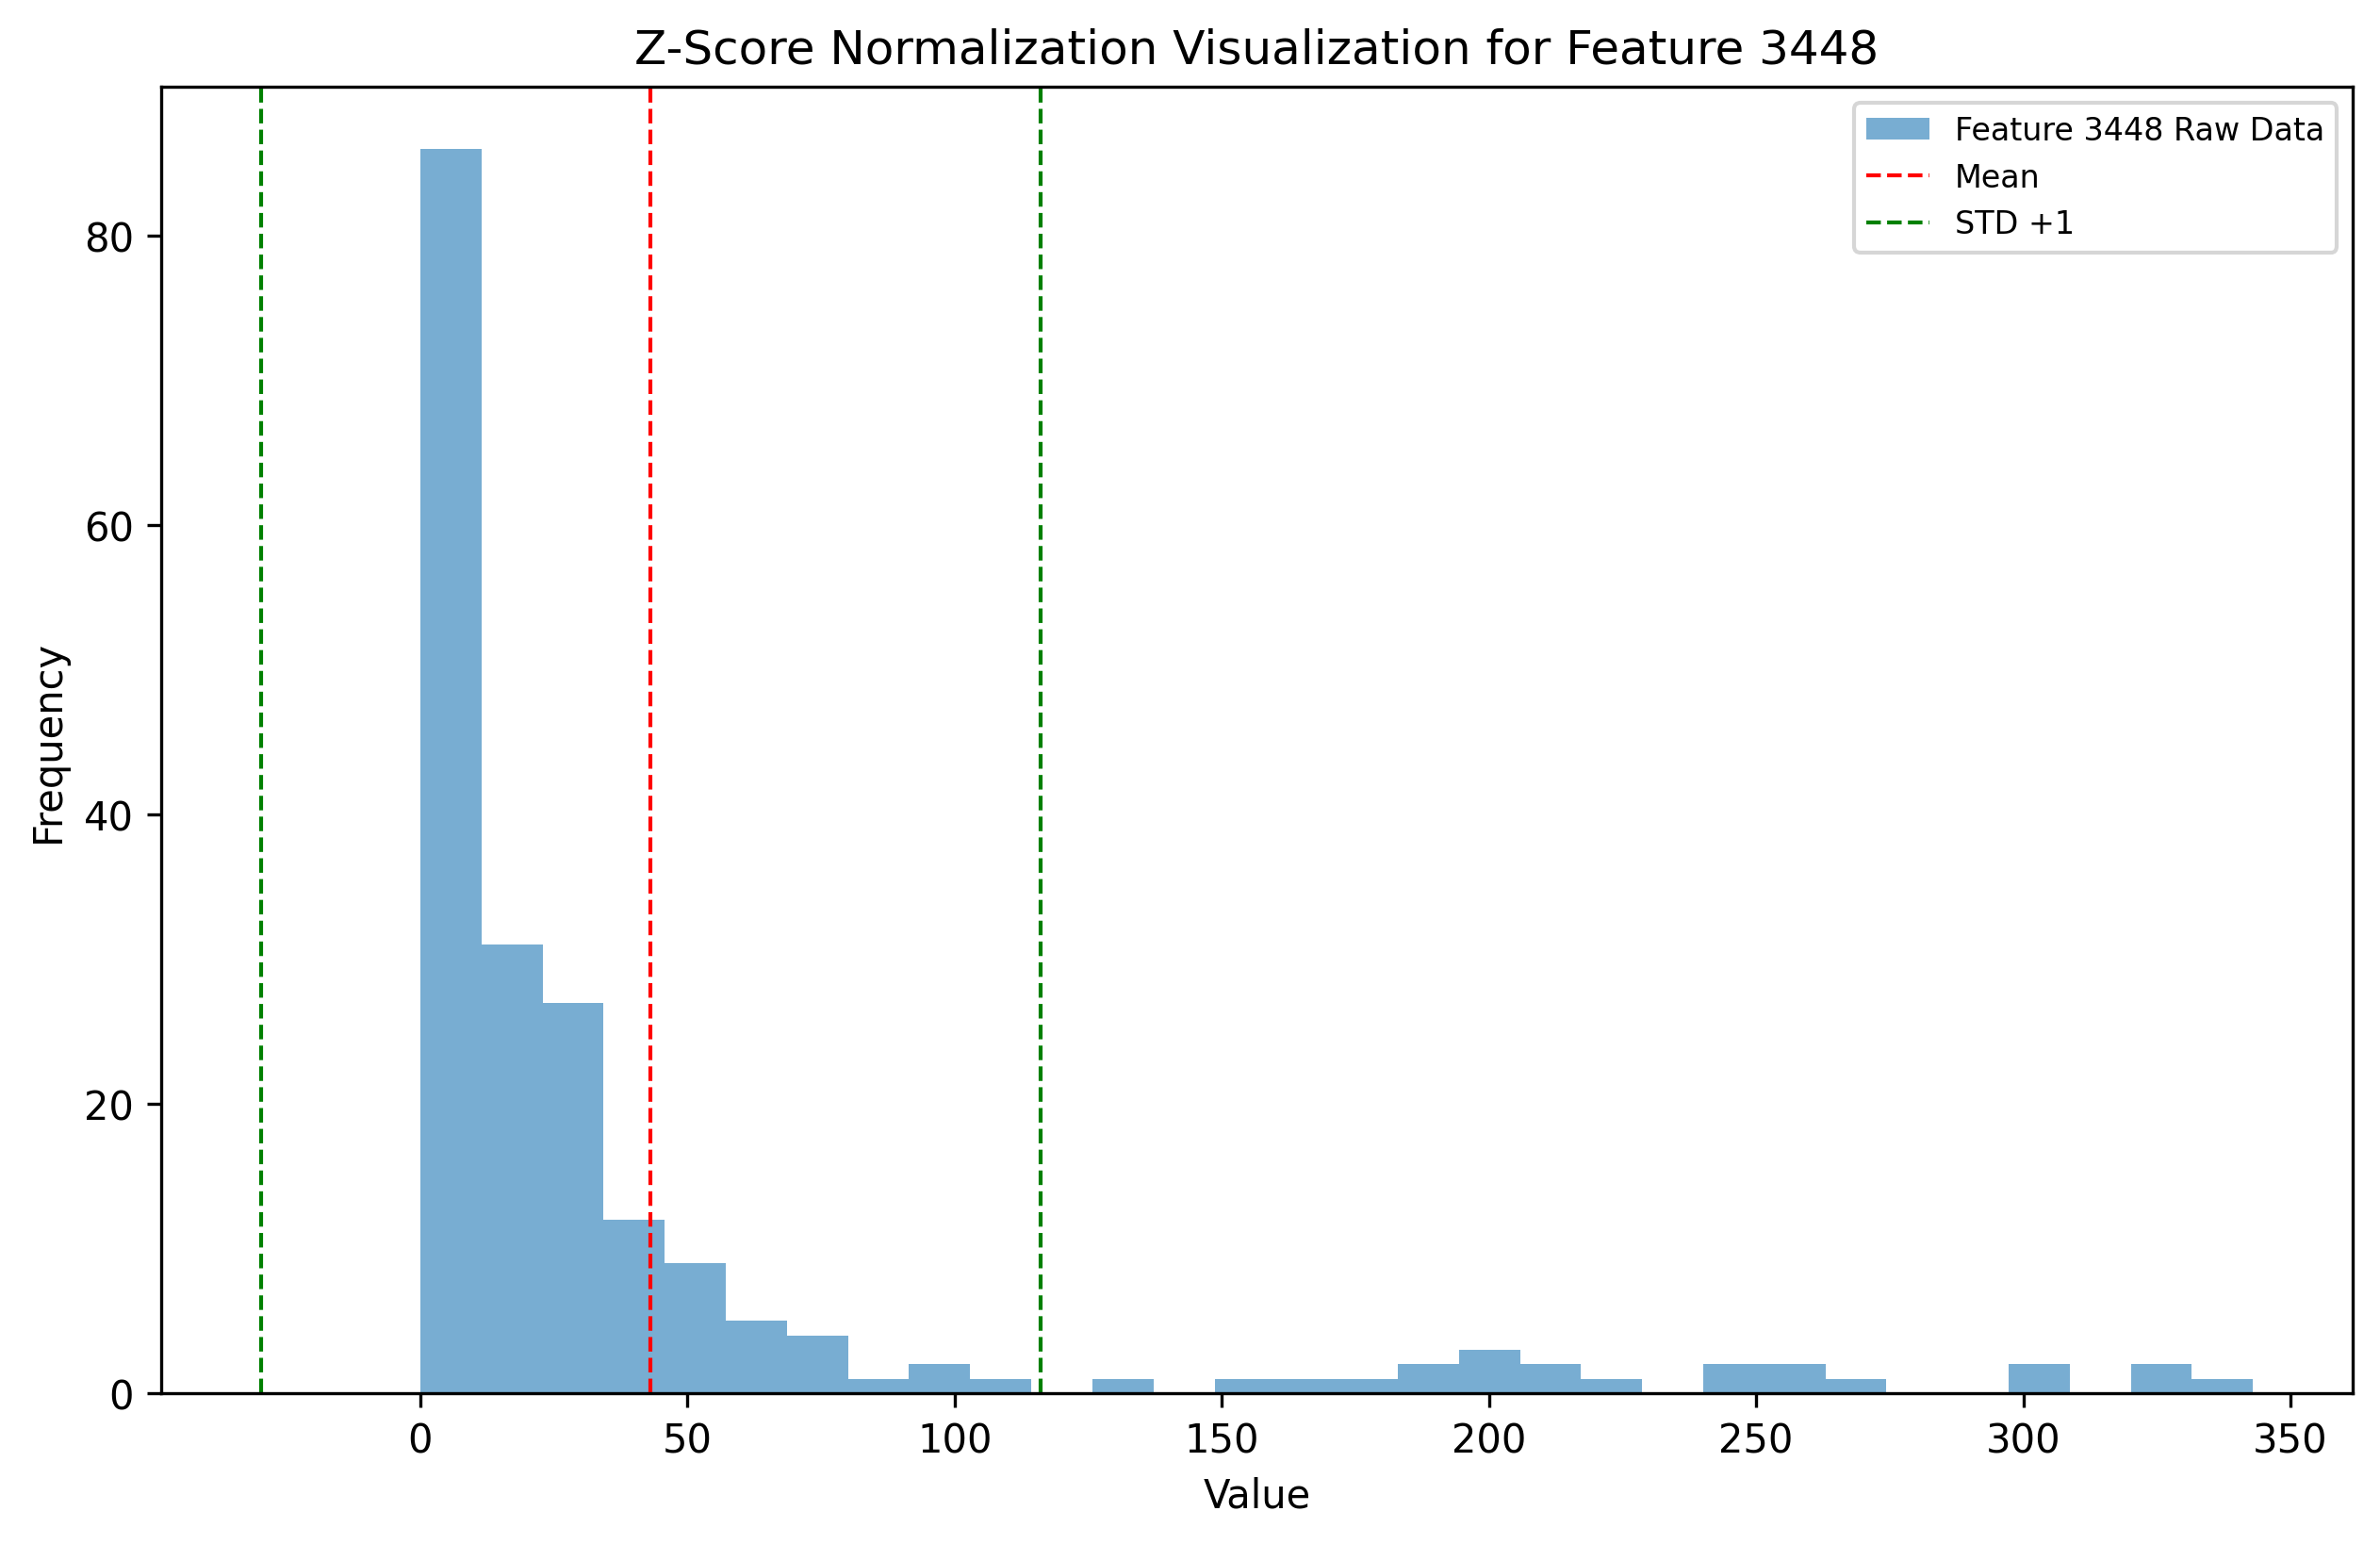 Z-Score Normalization Visualization for Feature 3448
Feature 3448 Raw Data
Mean
STD +1
80
60
40
20
0
Frequency
0 50 100 150 200 250 300 350
Value